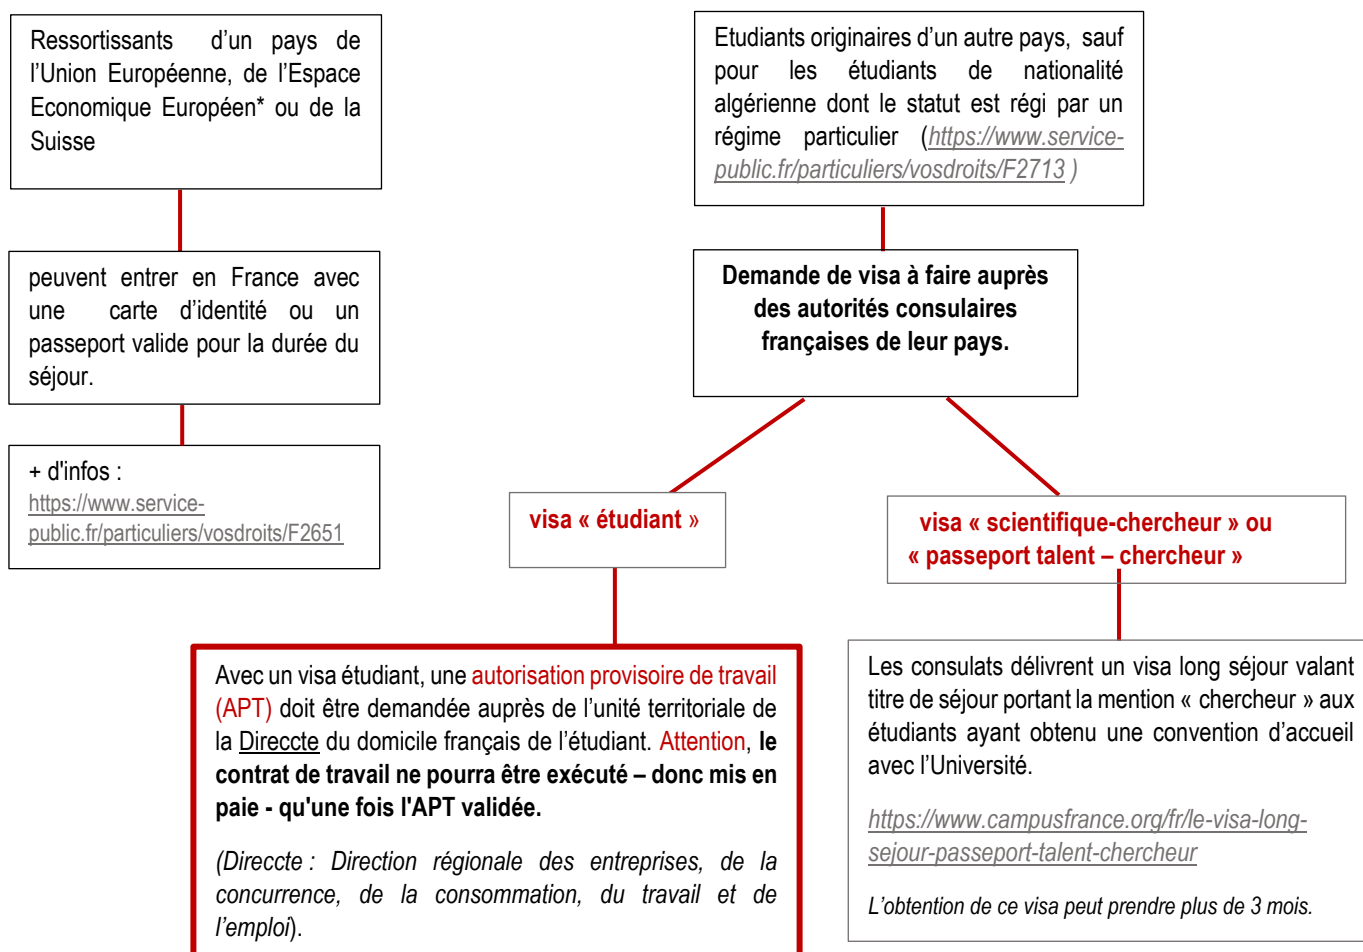 Ressortissants d’un pays de
l’Union Européenne, de l’Espace
Economique Européen* ou de la
Suisse
peuvent entrer en France avec
une carte d’identité ou un
passeport valide pour la durée du
séjour.
+ d'infos :
https://www.service-
public.fr/particuliers/vosdroits/F2651
Etudiants originaires d’un autre pays, sauf
pour les étudiants de nationalité
algérienne dont le statut est régi par un
régime particulier (https://www.service-
public.fr/particuliers/vosdroits/F2713 )
Demande de visa à faire auprès
des autorités consulaires
françaises de leur pays.
visa « étudiant »
Avec un visa étudiant, une autorisation provisoire de travail
(APT) doit être demandée auprès de l’unité territoriale de
la Direccte du domicile français de l’étudiant. Attention, le
contrat de travail ne pourra être exécuté – donc mis en
paie - qu'une fois l'APT validée.
(Direccte : Direction régionale des entreprises, de la
concurrence, de la consommation, du travail et de
l’emploi).
visa « scientifique-chercheur » ou
« passeport talent – chercheur »
Les consulats délivrent un visa long séjour valant
titre de séjour portant la mention « chercheur » aux
étudiants ayant obtenu une convention d’accueil
avec l’Université.
https://www.campusfrance.org/fr/le-visa-long-
sejour-passeport-talent-chercheur
L’obtention de ce visa peut prendre plus de 3 mois.